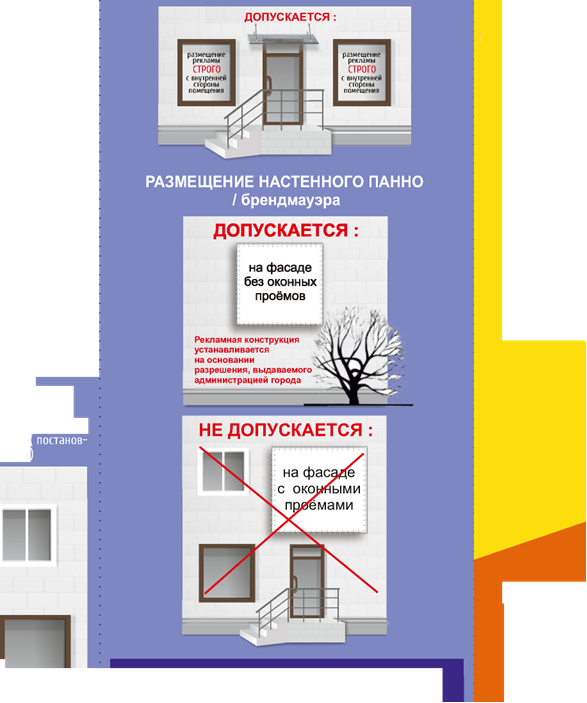 ДОПУСКАЕТСЯ :
размещение
рекламы
СТРОГО
с внутренней
стороны
помещения
размещение
рекламы
СТРОГО
с внутренней
стороны
помещения
РАЗМЕЩЕНИЕ НАСТЕННОГО ПАННО
/ брендмауэра
ДОПУСКАЕТСЯ :
на фасаде
без оконных
проёмов
Рекламная конструкция
устанавливается
на основании
разрешения, выдаваемого
администрацией города
постанов-
)
НЕ ДОПУСКАЕТСЯ :
на фасаде
с оконными
проёмами